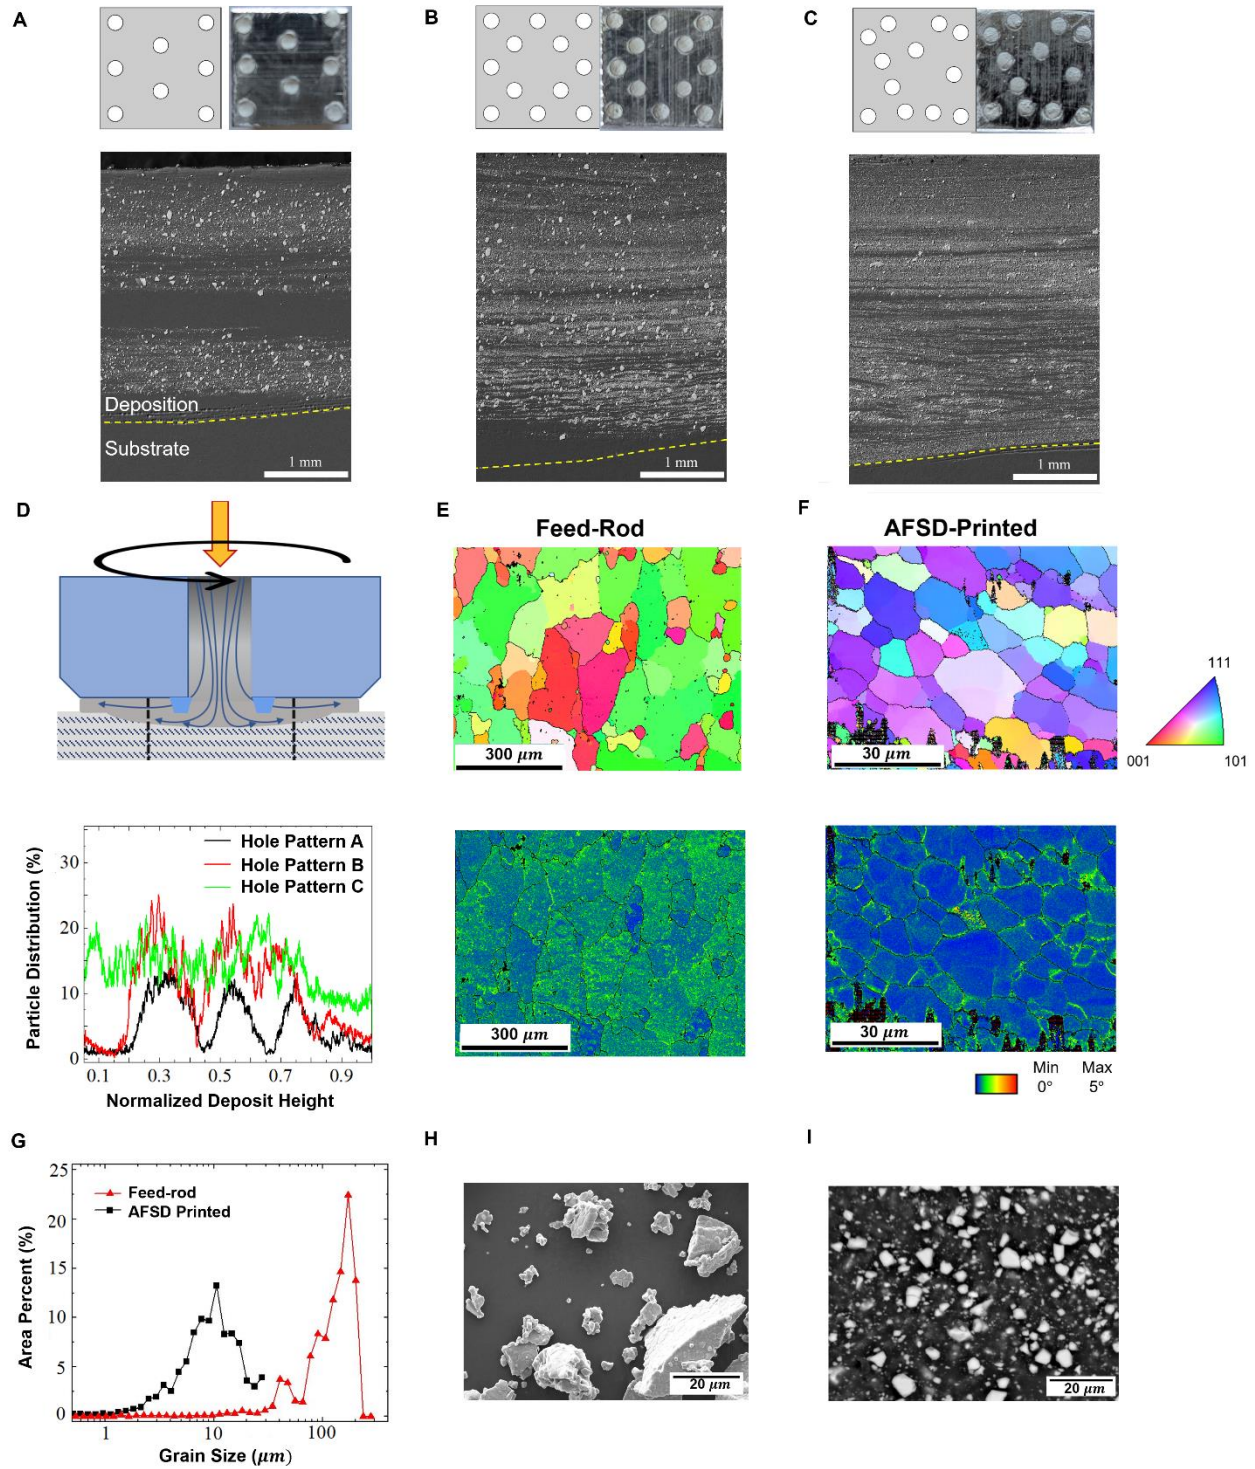 A
B
C
Deposition
Substrate
1 mm
1 mm
1 mm
D
E
F
Feed-Rod
AFSD-Printed
300 μm
30 μm
111
001
101
Hole Pattern A
Hole Pattern B
Hole Pattern C
30
20
10
0
Particle Distribution (%)
0.1 0.3 0.5 0.7 0.9
Normalized Deposit Height
300 μm
30 μm
Min Max
0° 5°
G
H
I
25
20
15
10
5
0
Area Percent (%)
Feed-rod
AFSD Printed
1 10 100
Grain Size (μm)
20 μm
20 μm